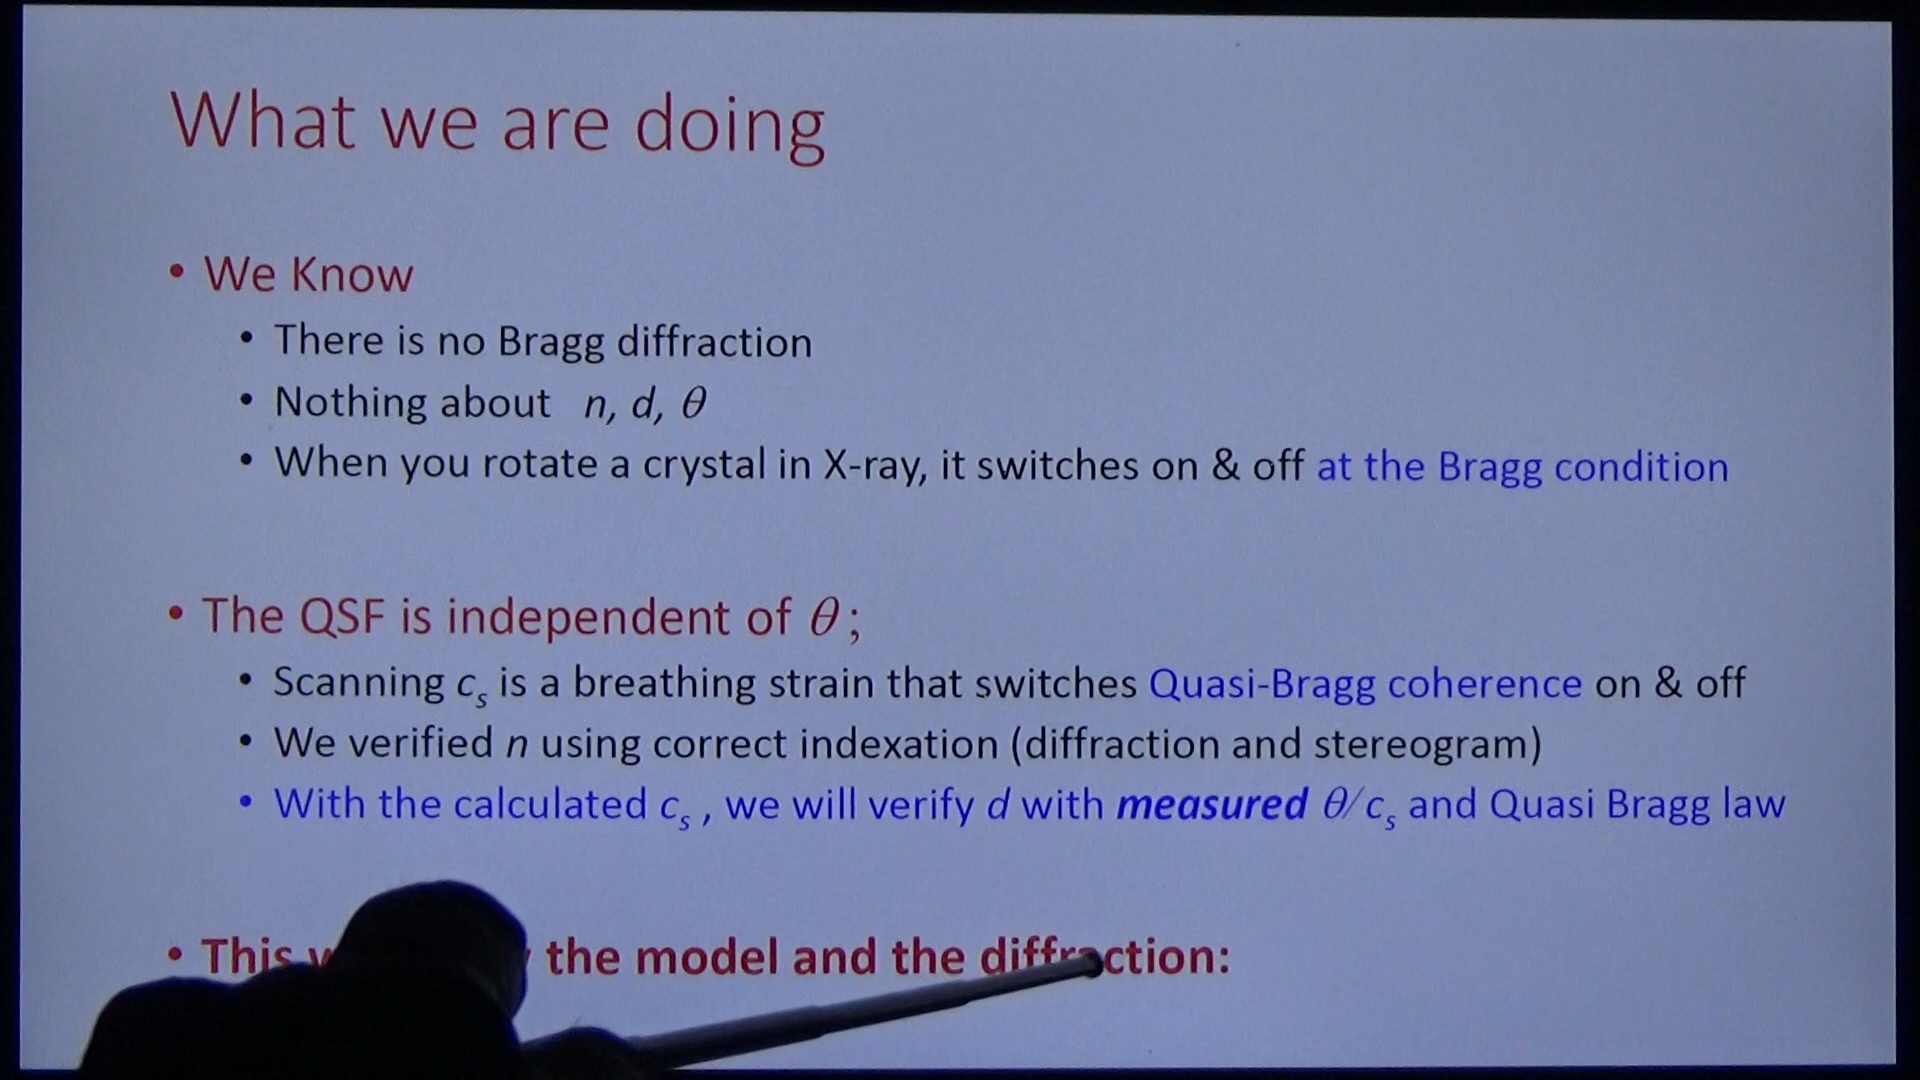 What we are doing
• We Know
• There is no Bragg diffraction
• Nothing about n, d, θ
• When you rotate a crystal in X-ray, it switches on & off at the Bragg condition
• The QSF is independent of θ ;
• Scanning cₛ is a breathing strain that switches Quasi-Bragg coherence on & off
• We verified n using correct indexation (diffraction and stereogram)
• With the calculated cₛ , we will verify d with measured θ/cₛ and Quasi Bragg law
• This the model and the diffraction: